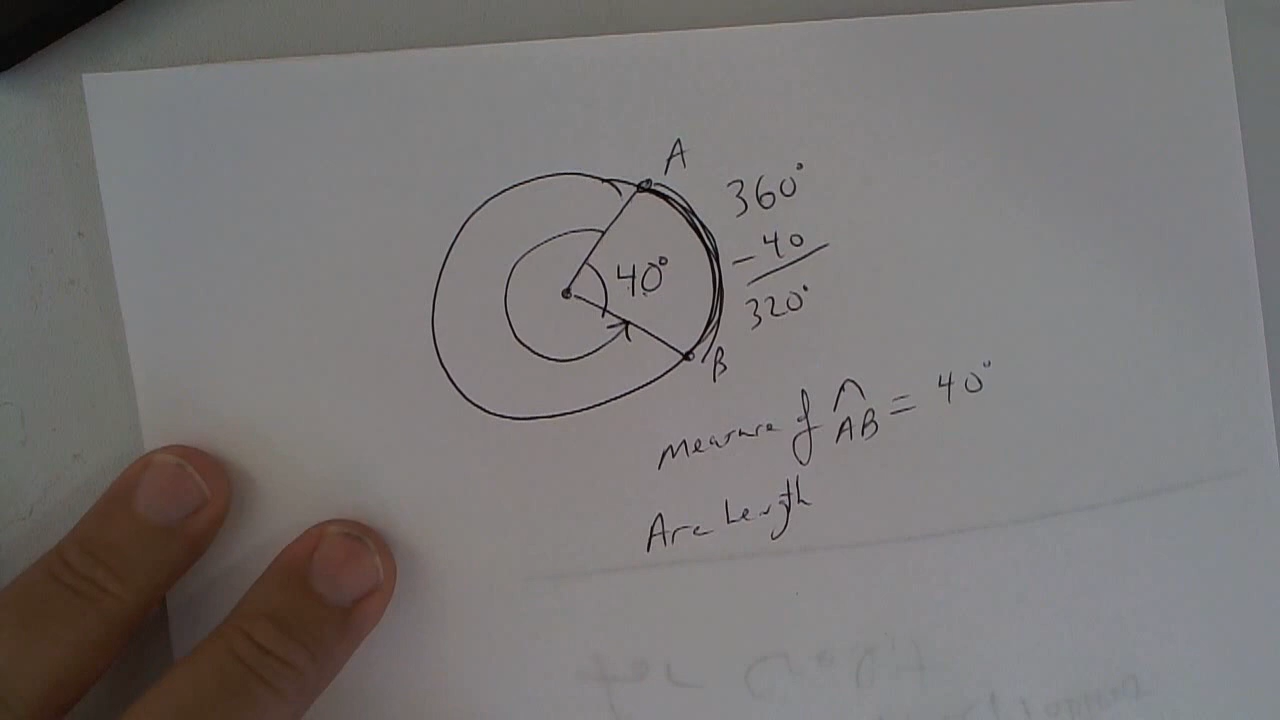 A
360°
- 40
320°
40°
B
measure of AB = 40°
Arc Length